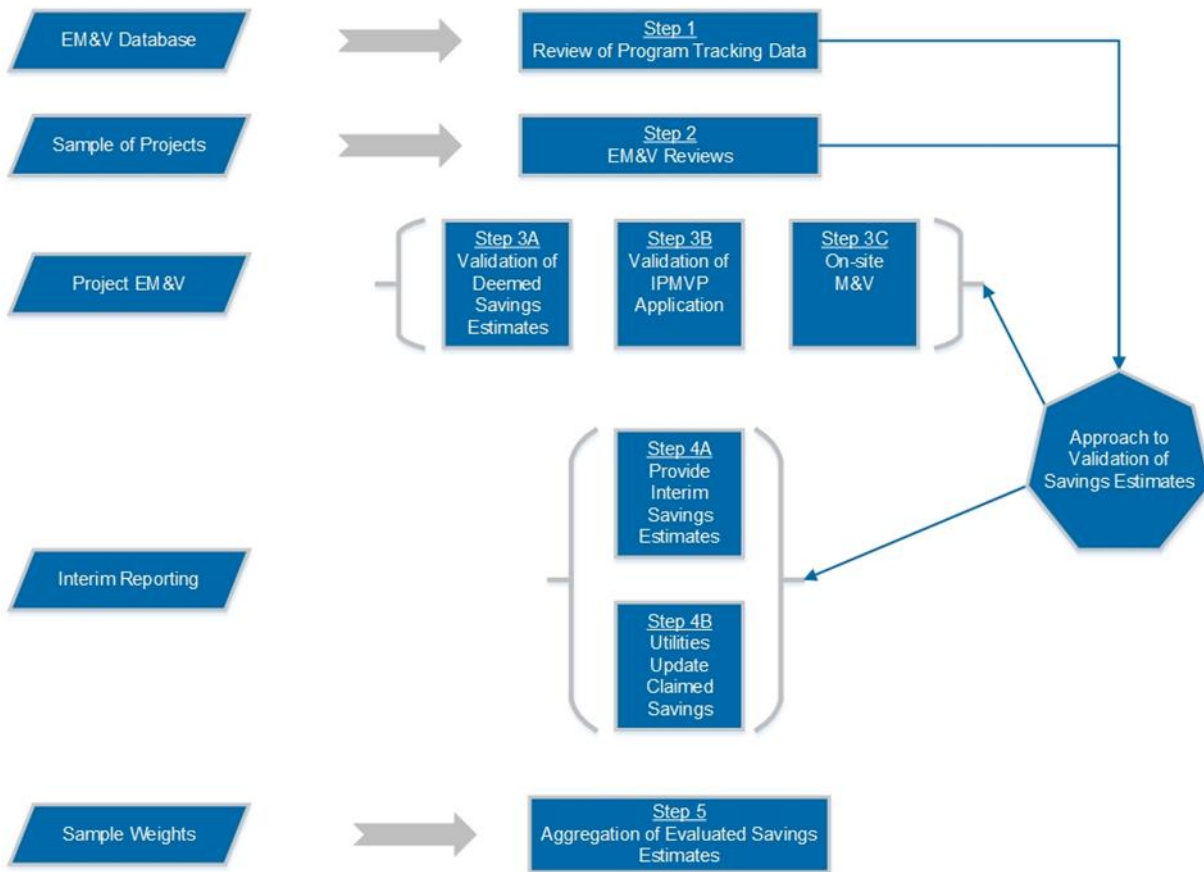 EM&V Database
Step 1
Review of Program Tracking Data
Sample of Projects
Step 2
EM&V Reviews
Project EM&V
Step 3A
Validation of
Deemed
Savings
Estimates
Step 3B
Validation of
IPMVP
Application
Step 3C
On-site
M&V
Approach to
Validation of
Savings Estimates
Interim Reporting
Step 4A
Provide
Interim
Savings
Estimates
Step 4B
Utilities
Update
Claimed
Savings
Sample Weights
Step 5
Aggregation of Evaluated Savings
Estimates